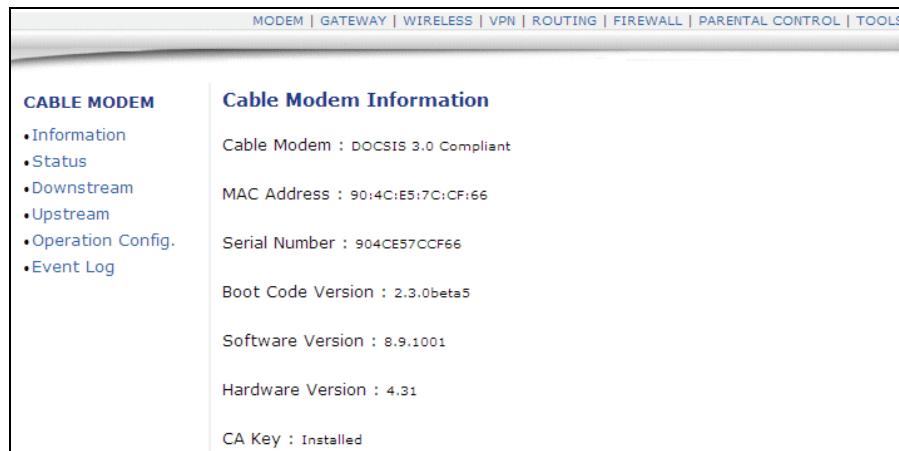 MODEM | GATEWAY | WIRELESS | VPN | ROUTING | FIREWALL | PARENTAL CONTROL | TOOLS
CABLE MODEM
•Information
•Status
•Downstream
•Upstream
•Operation Config.
•Event Log
Cable Modem Information
Cable Modem : DOCSIS 3.0 Compliant
MAC Address : 90:4C:E5:7C:CF:66
Serial Number : 904CE57CCF66
Boot Code Version : 2.3.0beta5
Software Version : 8.9.1001
Hardware Version : 4.31
CA Key : Installed